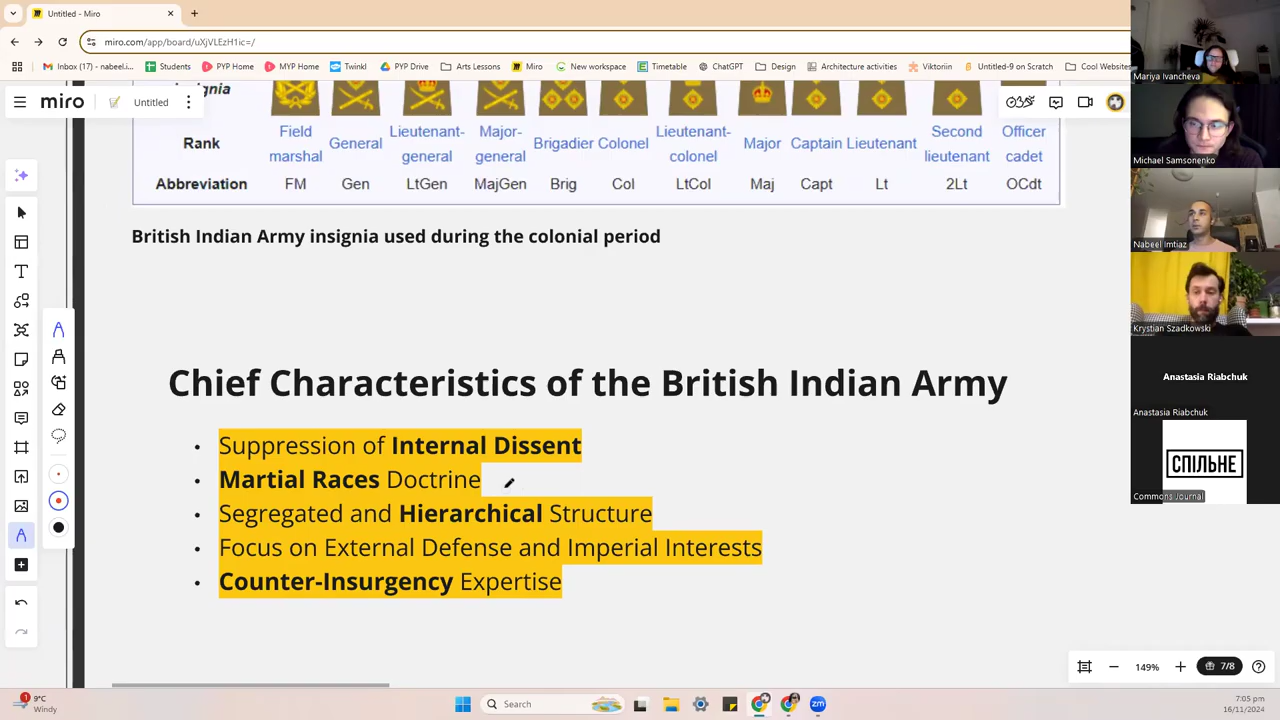 Untitled - Miro
miro.com/app/board/uXjVLEzH1ic=/
Inbox (17) - nabeel.i...
Students
PYP Home
MYP Home
Twinkl
PYP Drive
Arts Lessons
Miro
New workspace
Timetable
ChatGPT
Design
Architecture activities
Viktoriin
Untitled-9 on Scratch
Cool Websites
miro
Untitled
Insignia
Rank
Field marshal
General
Lieutenant-general
Major-general
Brigadier
Colonel
Lieutenant-colonel
Major
Captain
Lieutenant
Second lieutenant
Officer cadet
Abbreviation
FM
Gen
LtGen
MajGen
Brig
Col
LtCol
Maj
Capt
Lt
2Lt
OCdt
British Indian Army insignia used during the colonial period
Chief Characteristics of the British Indian Army
• Suppression of Internal Dissent
• Martial Races Doctrine
• Segregated and Hierarchical Structure
• Focus on External Defense and Imperial Interests
• Counter-Insurgency Expertise
Mariya Ivancheva
Michael Samsonenko
Nabeel Imtiaz
Krystian Szadkowski
Anastasia Riabchuk
Anastasia Riabchuk
СПІЛЬНЕ
Commons Journal
149%
7/8
1
9°C
Windy
Search
zm
7:05 pm
16/11/2024